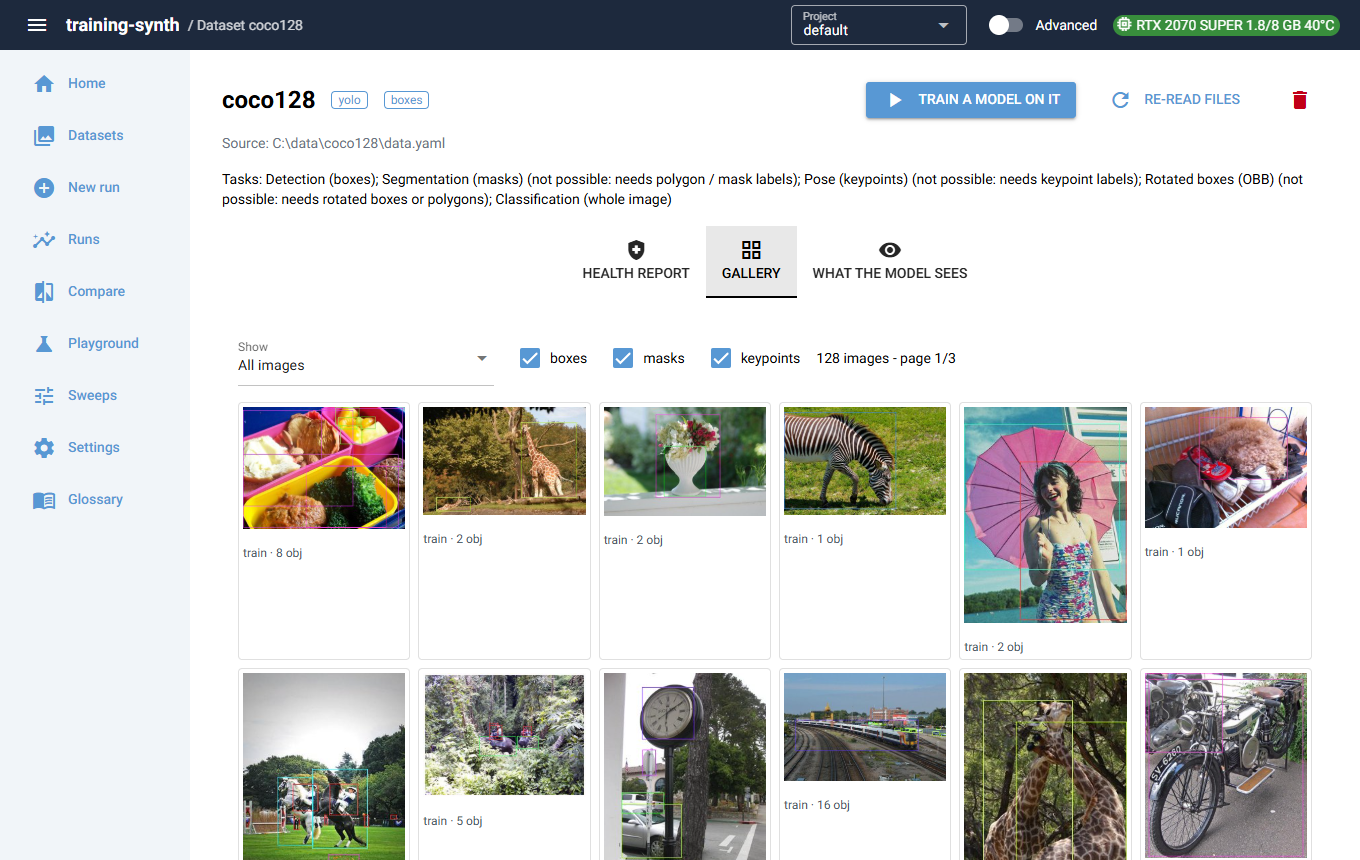 training-synth / Dataset coco128
Project
default
Advanced
RTX 2070 SUPER 1.8/8 GB 40°C
Home
Datasets
New run
Runs
Compare
Playground
Sweeps
Settings
Glossary
coco128
yolo
boxes
TRAIN A MODEL ON IT
RE-READ FILES
Source: C:\data\coco128\data.yaml
Tasks: Detection (boxes); Segmentation (masks) (not possible: needs polygon / mask labels); Pose (keypoints) (not possible: needs keypoint labels); Rotated boxes (OBB) (not
possible: needs rotated boxes or polygons); Classification (whole image)
HEALTH REPORT
GALLERY
WHAT THE MODEL SEES
Show
All images
boxes
masks
keypoints
128 images - page 1/3
train · 8 obj
train · 2 obj
train · 2 obj
train · 1 obj
train · 2 obj
train · 1 obj
train · 5 obj
train · 16 obj
SV·6260